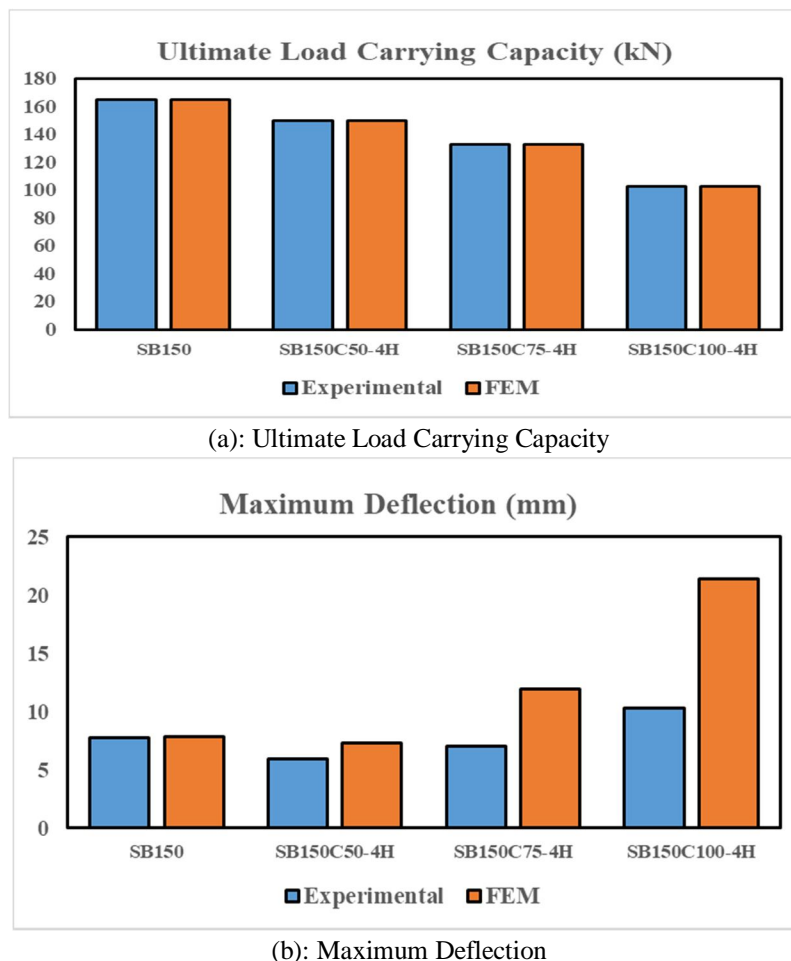 Ultimate Load Carrying Capacity (kN)
180
160
140
120
100
80
60
40
20
0
SB150 SB150C50-4H SB150C75-4H SB150C100-4H
Experimental FEM
(a): Ultimate Load Carrying Capacity
Maximum Deflection (mm)
25
20
15
10
5
0
SB150 SB150C50-4H SB150C75-4H SB150C100-4H
Experimental FEM
(b): Maximum Deflection